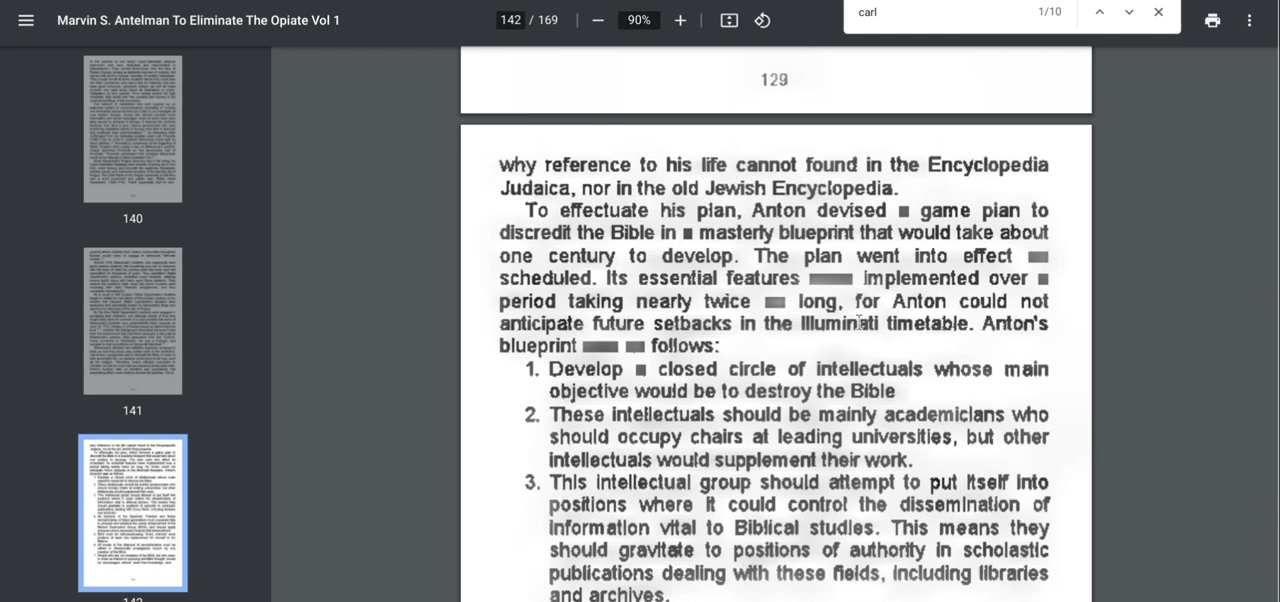 Marvin S. Antelman To Eliminate The Opiate Vol 1
142 / 169
90%
carl
1/10
140
141
129
why reference to his life cannot found in the Encyclopedia
Judaica, nor in the old Jewish Encyclopedia.
To effectuate his plan, Anton devised game plan to
discredit the Bible in masterly blueprint that would take about
one century to develop. The plan went into effect
scheduled. Its essential features implemented over
period taking nearly twice long, for Anton could not
anticipate future setbacks in the Illuminati timetable. Anton's
blueprint follows:
1. Develop closed circle of intellectuals whose main
objective would be to destroy the Bible
2. These intellectuals should be mainly academicians who
should occupy chairs at leading universities, but other
intellectuals would supplement their work.
3. This intellectual group should attempt to put itself into
positions where it could control the dissemination of
information vital to Biblical studies. This means they
should gravitate to positions of authority in scholastic
publications dealing with these fields, including libraries
and archives.